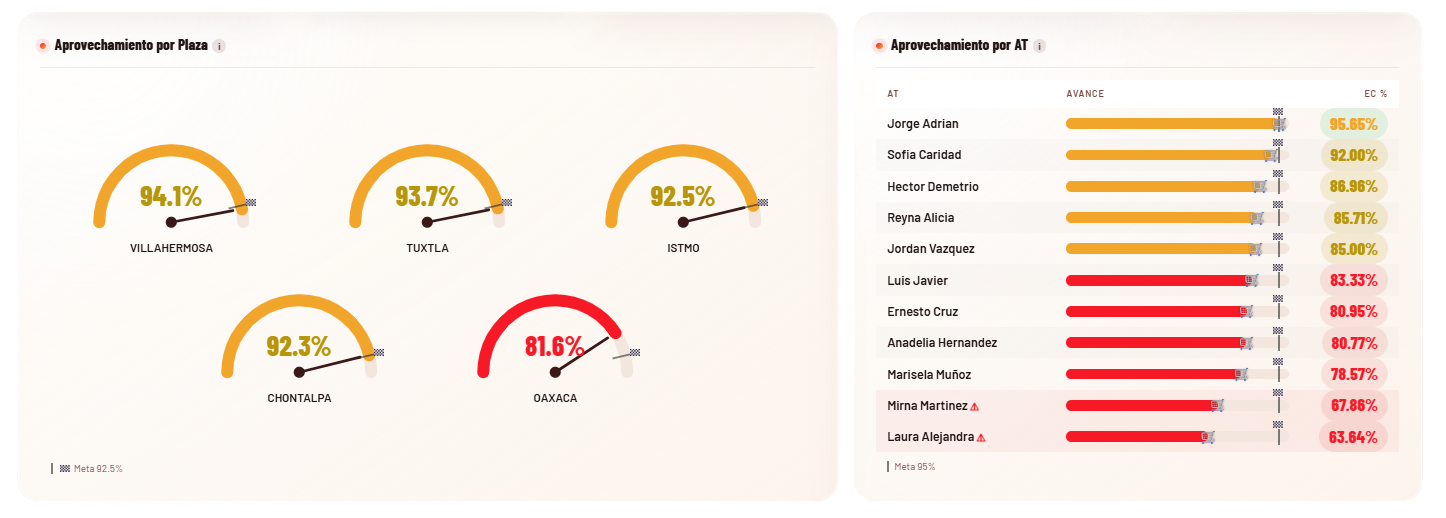 Aprovechamiento por Plaza i
94.1%
VILLAHERMOSA
93.7%
TUXTLA
92.5%
ISTMO
92.3%
CHONTALPA
81.6%
OAXACA
Meta 92.5%
Aprovechamiento por AT i
AT AVANCE EC %
Jorge Adrian 95.65%
Sofia Caridad 92.00%
Hector Demetrio 86.96%
Reyna Alicia 85.71%
Jordan Vazquez 85.00%
Luis Javier 83.33%
Ernesto Cruz 80.95%
Anadelia Hernandez 80.77%
Marisela Muñoz 78.57%
Mirna Martinez 67.86%
Laura Alejandra 63.64%
Meta 95%